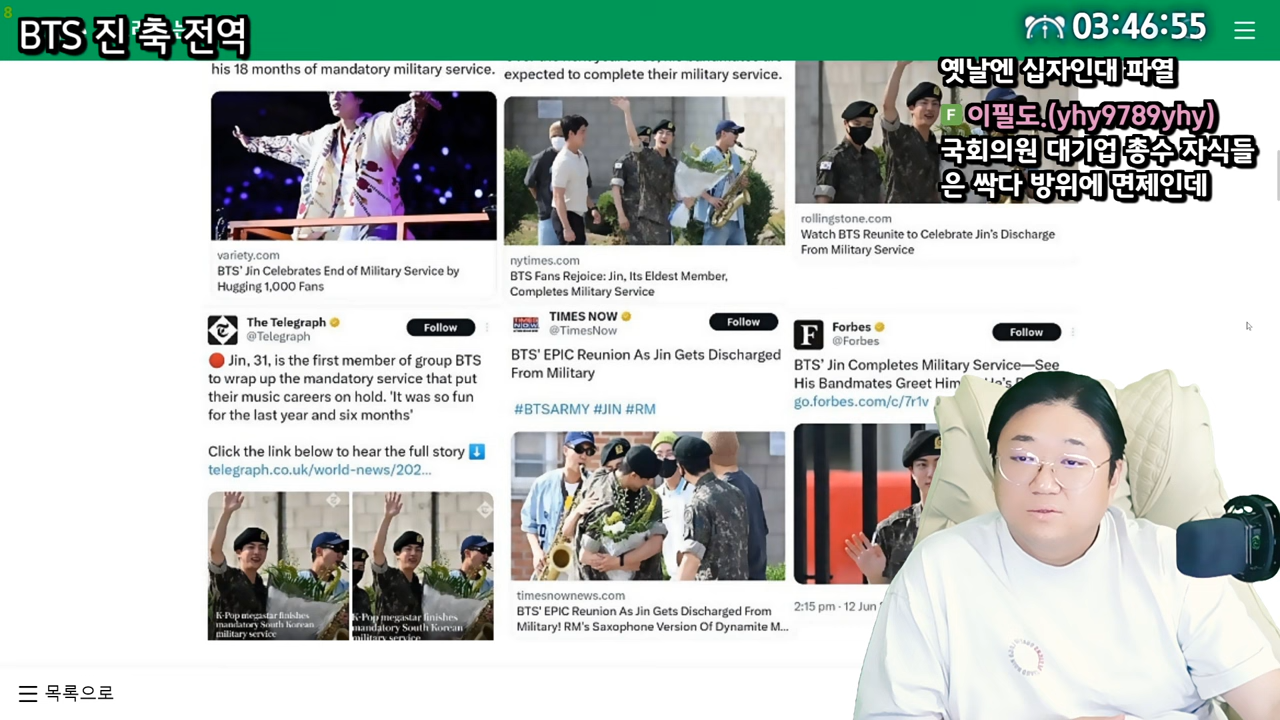 8
BTS 진 축 전역
03:46:55
his 18 months of mandatory military service.
expected to complete their military service.
옛날엔 십자인대 파열
F 이필도.(yhy9789yhy)
국회의원 대기업 총수 자식들
은 싹다 방위에 면제인데
variety.com
BTS' Jin Celebrates End of Military Service by
Hugging 1,000 Fans
nytimes.com
BTS Fans Rejoice: Jin, Its Eldest Member,
Completes Military Service
rollingstone.com
Watch BTS Reunite to Celebrate Jin's Discharge
From Military Service
The Telegraph
@Telegraph
Follow
Jin, 31, is the first member of group BTS
to wrap up the mandatory service that put
their music careers on hold. 'It was so fun
for the last year and six months'
Click the link below to hear the full story
telegraph.co.uk/world-news/202...
K-Pop megastar finishes
mandatory South Korean
military service
K-Pop megastar finishes
mandatory South Korean
military service
TIMES NOW
@TimesNow
Follow
BTS' EPIC Reunion As Jin Gets Discharged
From Military
#BTSARMY #JIN #RM
timesnownews.com
BTS' EPIC Reunion As Jin Gets Discharged From
Military! RM's Saxophone Version Of Dynamite M...
F
Forbes
@Forbes
Follow
BTS' Jin Completes Military Service—See
His Bandmates Greet Him
go.forbes.com/c/7r1v
2:15 pm · 12 Jun
목록으로